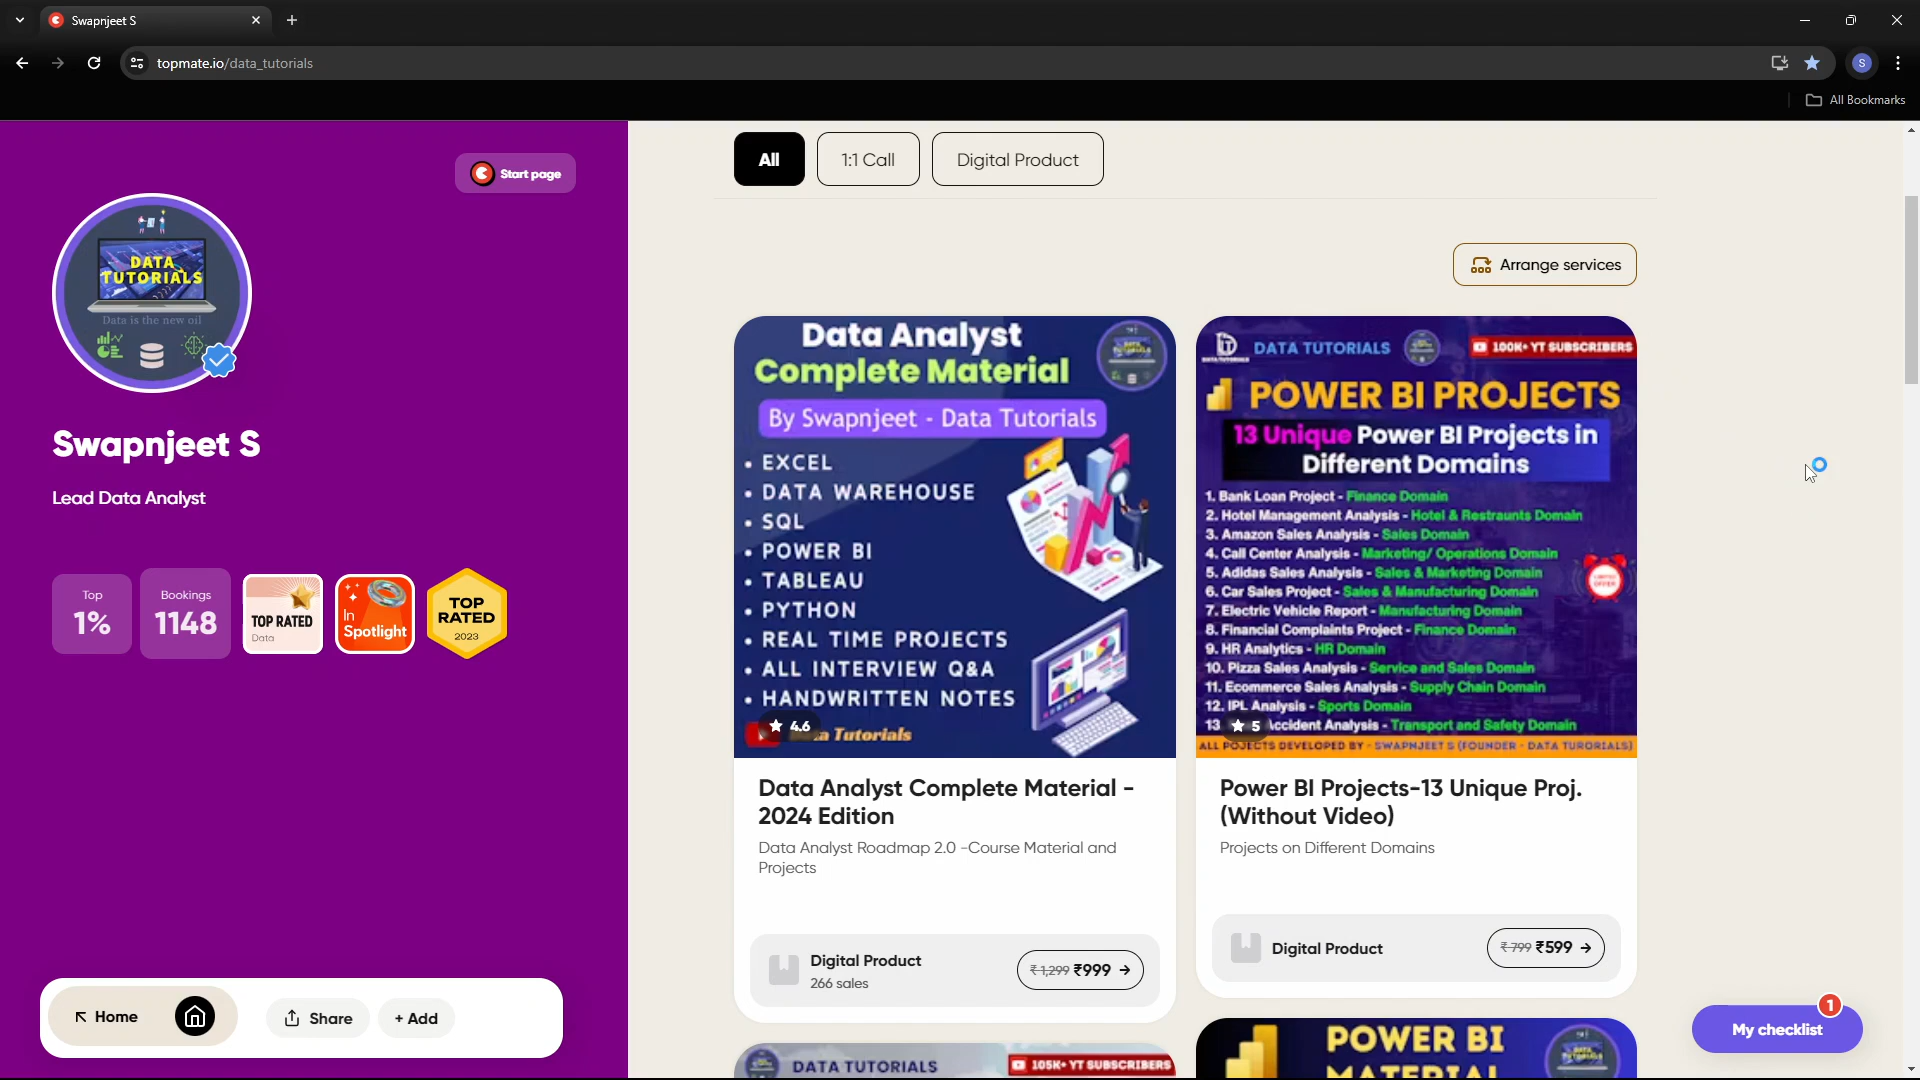 Swapnjeet S
topmate.io/data_tutorials
S
All Bookmarks
Start page
DATA
TUTORIALS
Data is the new oil
Swapnjeet S
Lead Data Analyst
Top
1%
Bookings
1148
TOP RATED
Data
In
Spotlight
TOP
RATED
2023
Home
Share
+ Add
All
1:1 Call
Digital Product
Arrange services
Data Analyst
Complete Material
By Swapnjeet - Data Tutorials
• EXCEL
• DATA WAREHOUSE
• SQL
• POWER BI
• TABLEAU
• PYTHON
• REAL TIME PROJECTS
• ALL INTERVIEW Q&A
• HANDWRITTEN NOTES
4.6
Tutorials
Data Analyst Complete Material -
2024 Edition
Data Analyst Roadmap 2.0 -Course Material and
Projects
Digital Product
266 sales
₹1,299 ₹999
DATA TUTORIALS
105K+ YT SUBSCRIBERS
DATA TUTORIALS
100K+ YT SUBSCRIBERS
POWER BI PROJECTS
13 Unique Power BI Projects in
Different Domains
1. Bank Loan Project - Finance Domain
2. Hotel Management Analysis - Hotel & Restraunts Domain
3. Amazon Sales Analysis - Sales Domain
4. Call Center Analysis - Marketing/ Operations Domain
5. Adidas Sales Analysis - Sales & Marketing Domain
6. Car Sales Project - Sales & Manufacturing Domain
7. Electric Vehicle Report - Manufacturing Domain
8. Financial Complaints Project - Finance Domain
9. HR Analytics - HR Domain
10. Pizza Sales Analysis - Service and Sales Domain
11. Ecommerce Sales Analysis - Supply Chain Domain
12. IPL Analysis - Sports Domain
13 ccident Analysis - Transport and Safety Domain
5
ALL POJECTS DEVELOPED BY - SWAPNJEET S (FOUNDER - DATA TURORIALS)
Power BI Projects-13 Unique Proj.
(Without Video)
Projects on Different Domains
Digital Product
₹799 ₹599
POWER BI
MATERIAL
1
My checklist